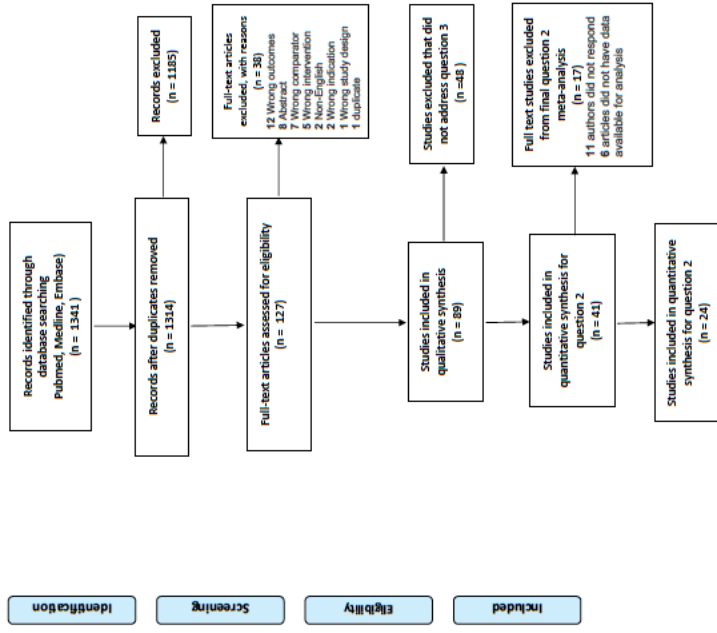 Records identified through
database searching
Pubmed, Medline, Embase)
(n = 1341 )
Records after duplicates removed
(n = 1314)
Records excluded
(n = 1185)
Full-text articles assessed for eligibility
(n = 127)
Full-text articles
excluded, with reasons
(n = 38)
12 Wrong outcomes
8 Abstract
7 Wrong comparator
5 Wrong intervention
2 Non-English
2 Wrong indication
1 Wrong study design
1 duplicate
Studies included in
qualitative synthesis
(n = 89)
Studies excluded that did
not address question 3
(n =48)
Studies included in
quantitative synthesis for
question 2
(n = 41)
Full text studies excluded
from final question 2
meta-analysis
(n = 17)
11 authors did not respond
6 articles did not have data
available for analysis
Studies included in quantitative
synthesis for question 2
(n = 24)
Identification
Screening
Eligibility
Included